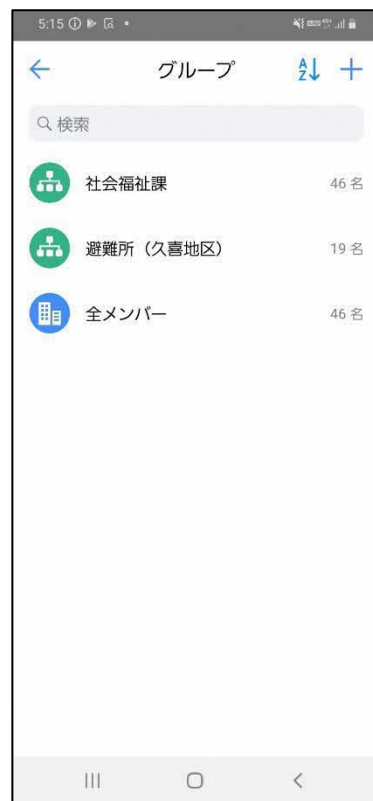 5:15
グループ
検索
社会福祉課 46 名
避難所（久喜地区） 19 名
全メンバー 46 名